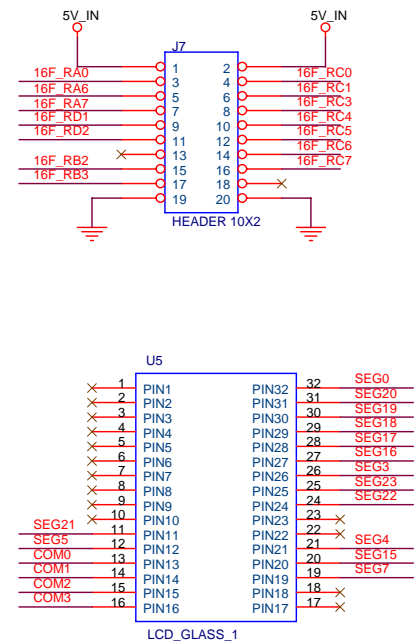 5V_IN 5V_IN
J7
1 2
16F_RA0 3 4 16F_RC0
16F_RA6 5 6 16F_RC1
16F_RA7 7 8 16F_RC3
16F_RD1 9 10 16F_RC4
16F_RD2 11 12 16F_RC5
13 14 16F_RC6
16F_RB2 15 16 16F_RC7
16F_RB3 17 18
19 20
HEADER 10X2
U5
1 PIN1 PIN32 32 SEG0
2 PIN2 PIN31 31 SEG20
3 PIN3 PIN30 30 SEG19
4 PIN4 PIN29 29 SEG18
5 PIN5 PIN28 28 SEG17
6 PIN6 PIN27 27 SEG16
7 PIN7 PIN26 26 SEG3
8 PIN8 PIN25 25 SEG23
9 PIN9 PIN24 24 SEG22
10 PIN10 PIN23 23
SEG21 11 PIN11 PIN22 22
SEG5 12 PIN12 PIN21 21 SEG4
COM0 13 PIN13 PIN20 20 SEG15
COM1 14 PIN14 PIN19 19 SEG7
COM2 15 PIN15 PIN18 18
COM3 16 PIN16 PIN17 17
LCD_GLASS_1